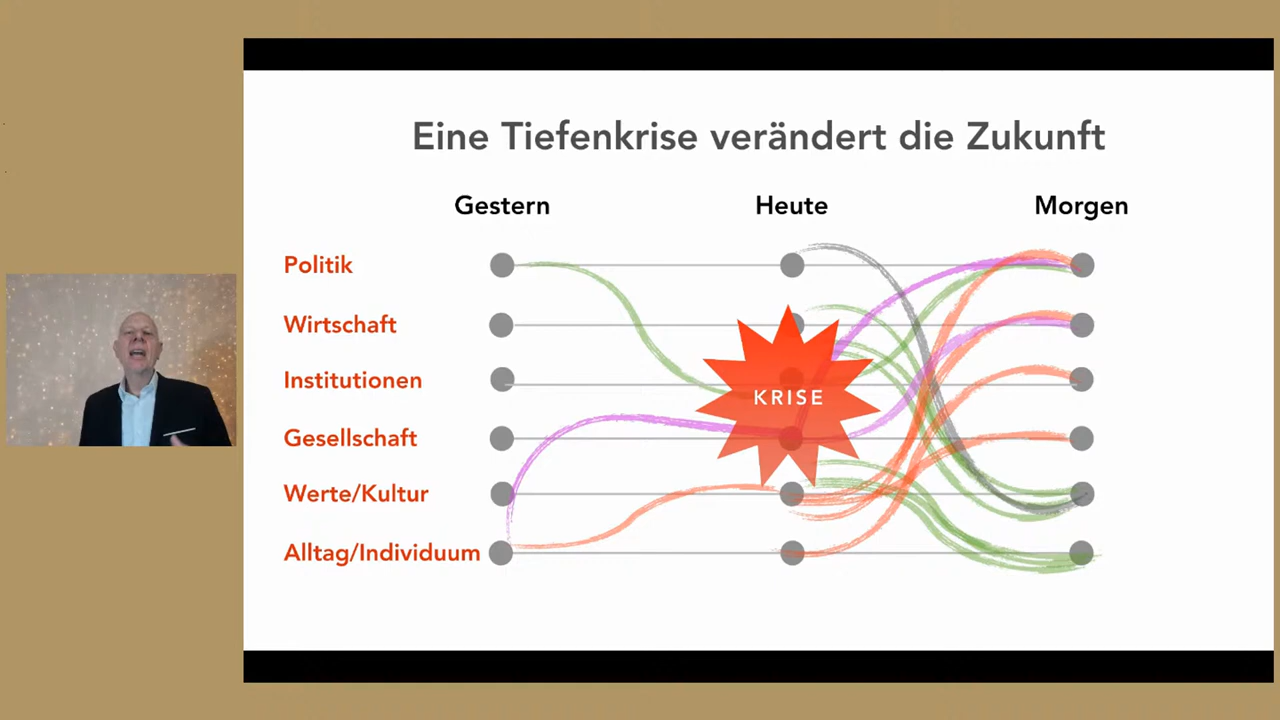 Eine Tiefenkrise verändert die Zukunft
Gestern Heute Morgen
Politik
Wirtschaft
Institutionen
KRISE
Gesellschaft
Werte/Kultur
Alltag/Individuum